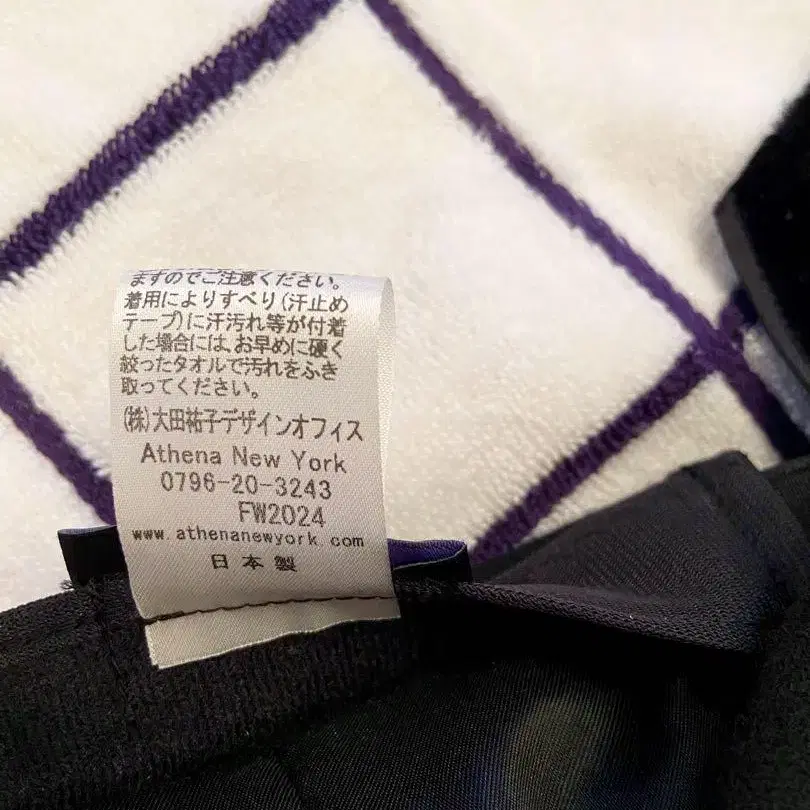 ますのでご注意ください。
着用によりすべり(汗止め
テープ)に汗汚れ等が付着
した場合には、お早めに硬く
絞ったタオルで汚れをふき
取ってください。
(株)大田祐子デザインオフィス
Athena New York
0796-20-3243
FW2024
www.athenanewyork.com
日本製